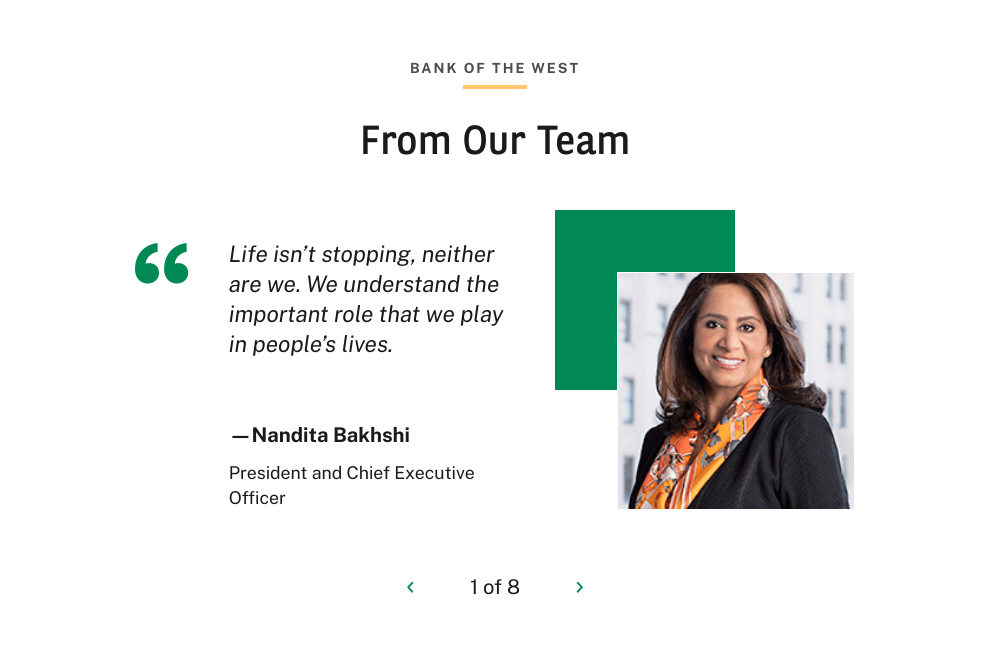 BANK OF THE WEST
From Our Team
“
Life isn’t stopping, neither
are we. We understand the
important role that we play
in people’s lives.
—Nandita Bakhshi
President and Chief Executive
Officer
‹ 1 of 8 ›